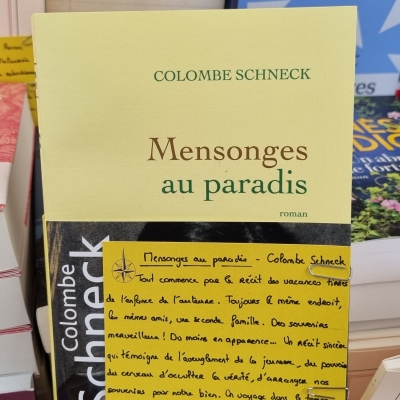 COLOMBE SCHNECK
Mensonges
au paradis
roman
Colombe
Schneck
Mensonges au paradis - Colombe Schneck
Tout commence par le récit des vacances tirées
de l'enfance de l'auteure. Toujours le même endroit,
les mêmes amis, une seconde famille. Des souvenirs
merveilleux ! Du moins en apparence... Un récit sincère
qui témoigne de l'aveuglement de la jeunesse, du pouvoir
du cerveau d'occulter la vérité, d'arranger nos
souvenirs pour notre bien. Un voyage dans le